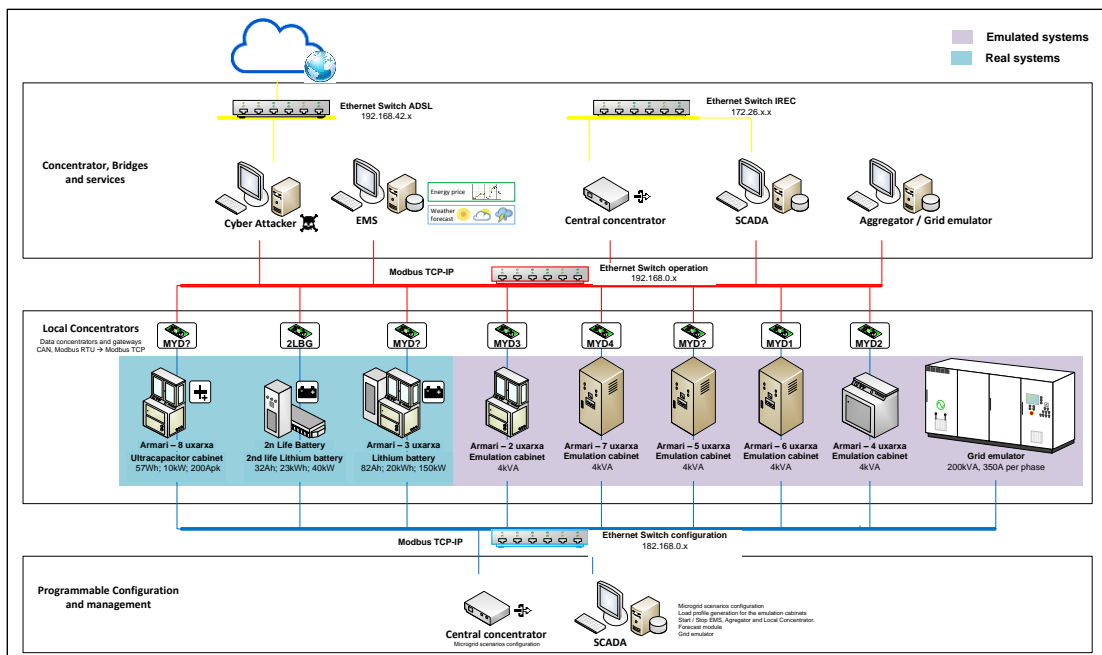 Emulated systems
Real systems
Ethernet Switch ADSL
192.168.42.x
Ethernet Switch IREC
172.26.x.x
Concentrator, Bridges
and services
Energy price
Weather
forecast
Cyber Attacker
EMS
Central concentrator
SCADA
Aggregator / Grid emulator
Modbus TCP-IP
Ethernet Switch operation
192.168.0.x
Local Concentrators
Data concentrators and gateways
CAN, Modbus RTU → Modbus TCP
MYD?
2LBG
MYD?
MYD3
MYD4
MYD?
MYD1
MYD2
Armari – 8 uxarxa
Ultracapacitor cabinet
57Wh; 10kW; 200Apk
2n Life Battery
2nd life Lithium battery
32Ah; 23kWh; 40kW
Armari – 3 uxarxa
Lithium battery
82Ah; 20kWh; 150kW
Armari – 2 uxarxa
Emulation cabinet
4kVA
Armari – 7 uxarxa
Emulation cabinet
4kVA
Armari – 5 uxarxa
Emulation cabinet
4kVA
Armari – 6 uxarxa
Emulation cabinet
4kVA
Armari – 4 uxarxa
Emulation cabinet
4kVA
Grid emulator
200kVA, 350A per phase
Modbus TCP-IP
Ethernet Switch configuration
182.168.0.x
Programmable Configuration
and management
Central concentrator
Microgrid scenarios configuration
SCADA
Microgrid scenarios configuration
Load profile generation for the emulation cabinets
Start / Stop EMS, Agregator and Local Concentrator.
Forecast module
Grid emulator